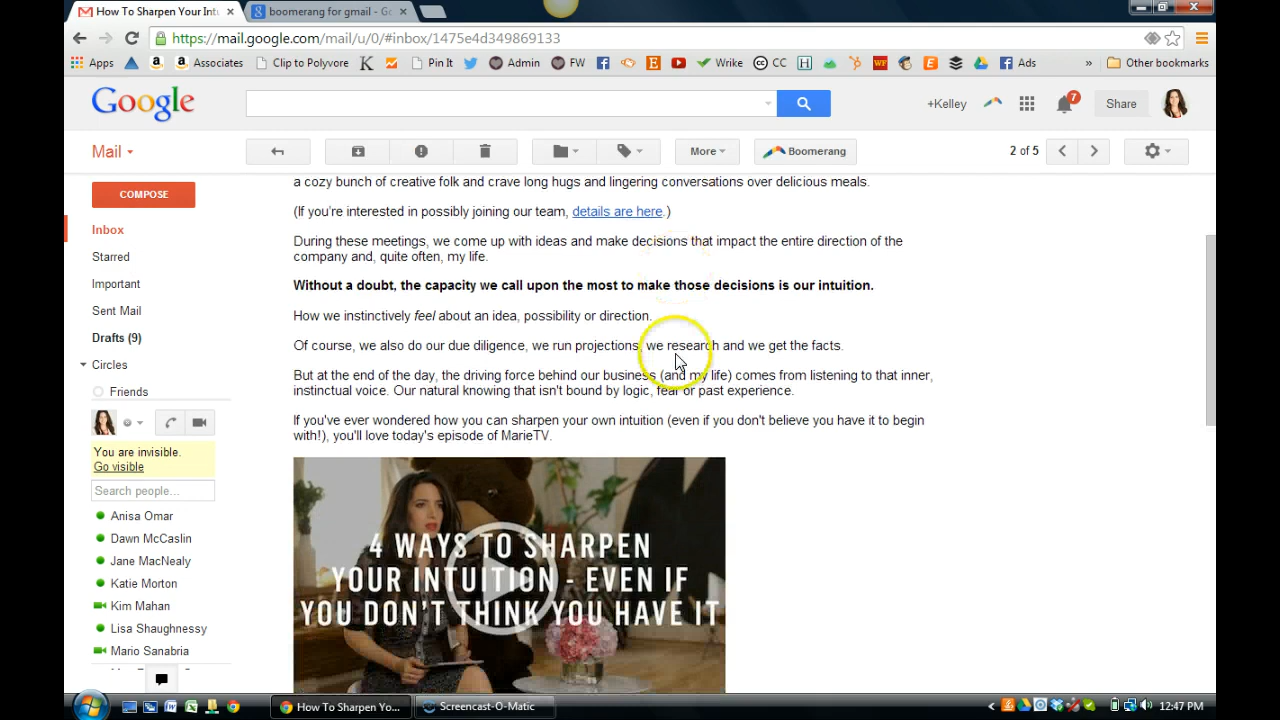 How To Sharpen Your Intu
boomerang for gmail - Go
https://mail.google.com/mail/u/0/#inbox/1475e4d349869133
Apps
Associates
Clip to Polyvore
Pin It
Admin
FW
Wrike
CC
Ads
»
Other bookmarks
Google
+Kelley
7
Share
Mail
More
Boomerang
2 of 5
COMPOSE
Inbox
Starred
Important
Sent Mail
Drafts (9)
Circles
Friends
You are invisible.
Go visible
Search people...
Anisa Omar
Dawn McCaslin
Jane MacNealy
Katie Morton
Kim Mahan
Lisa Shaughnessy
Mario Sanabria
a cozy bunch of creative folk and crave long hugs and lingering conversations over delicious meals.
(If you're interested in possibly joining our team, details are here.)
During these meetings, we come up with ideas and make decisions that impact the entire direction of the
company and, quite often, my life.
Without a doubt, the capacity we call upon the most to make those decisions is our intuition.
How we instinctively feel about an idea, possibility or direction.
Of course, we also do our due diligence, we run projections, we research and we get the facts.
But at the end of the day, the driving force behind our business (and my life) comes from listening to that inner,
instinctual voice. Our natural knowing that isn't bound by logic, fear or past experience.
If you've ever wondered how you can sharpen your own intuition (even if you don't believe you have it to begin
with!), you'll love today's episode of MarieTV.
4 WAYS TO SHARPEN
YOUR INTUITION - EVEN IF
YOU DON'T THINK YOU HAVE IT
How To Sharpen Yo...
Screencast-O-Matic
12:47 PM